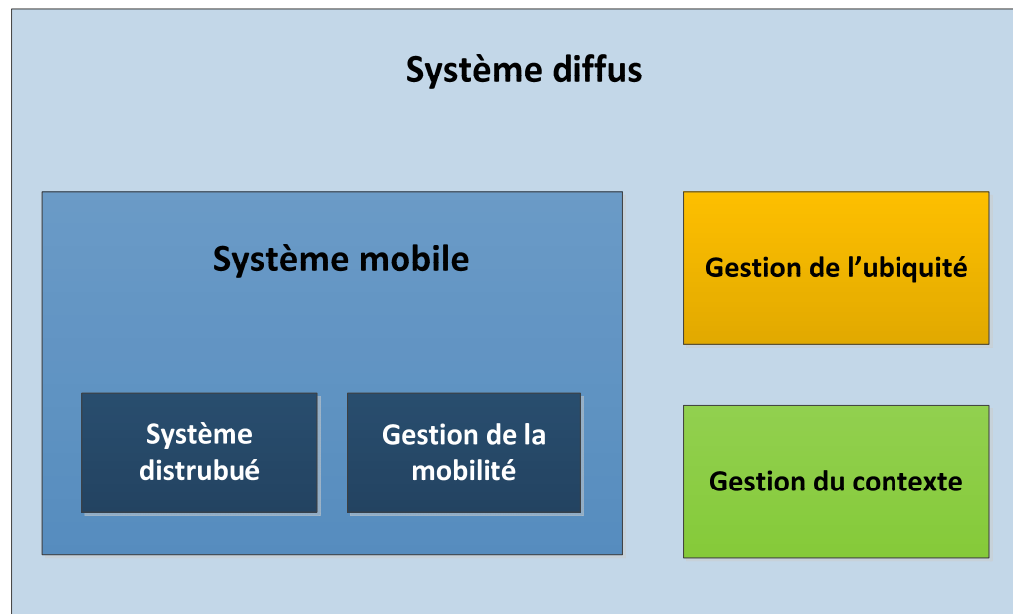 Système diffus
Système mobile
Gestion de l’ubiquité
Système
distrubué
Gestion de la
mobilité
Gestion du contexte